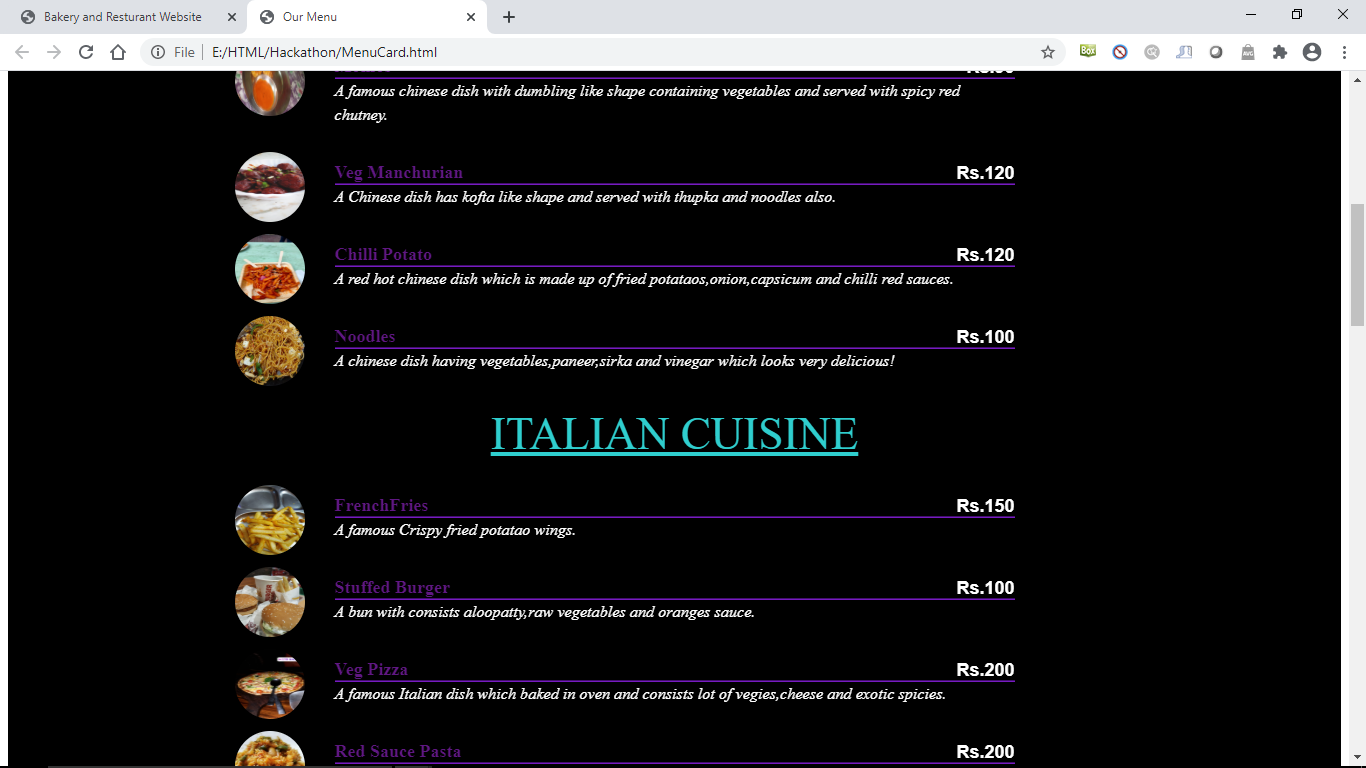 Bakery and Resturant Website
Our Menu
File
E:/HTML/Hackathon/MenuCard.html
A famous chinese dish with dumbling like shape containing vegetables and served with spicy red
chutney.
Veg Manchurian Rs.120
A Chinese dish has kofta like shape and served with thupka and noodles also.
Chilli Potato Rs.120
A red hot chinese dish which is made up of fried potataos,onion,capsicum and chilli red sauces.
Noodles Rs.100
A chinese dish having vegetables,paneer,sirka and vinegar which looks very delicious!
ITALIAN CUISINE
FrenchFries Rs.150
A famous Crispy fried potatao wings.
Stuffed Burger Rs.100
A bun with consists aloopatty,raw vegetables and oranges sauce.
Veg Pizza Rs.200
A famous Italian dish which baked in oven and consists lot of vegies,cheese and exotic spicies.
Red Sauce Pasta Rs.200